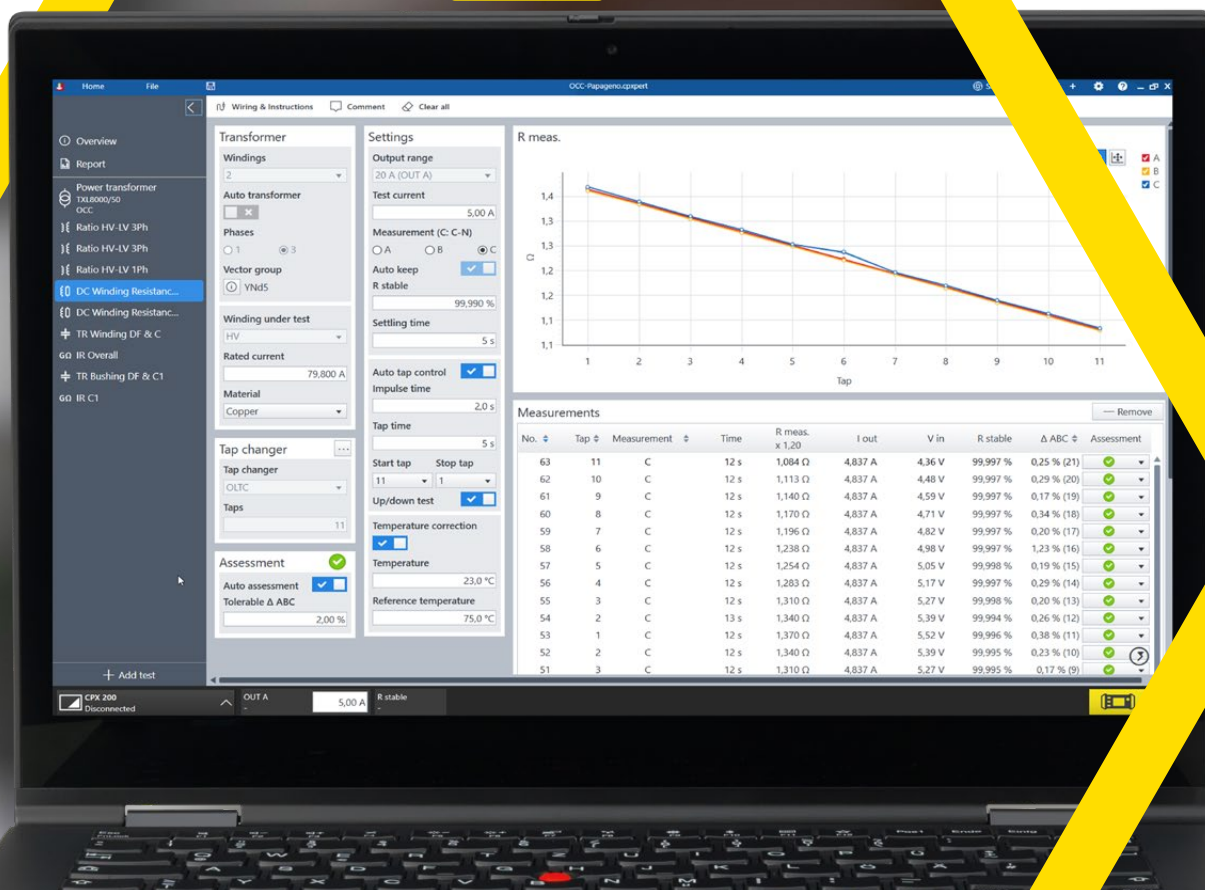 Home File OCC-Papageno.cpxpert
Wiring & Instructions Comment Clear all
Overview
Report
Power transformer
TXL8000/50
OCC
Ratio HV-LV 3Ph
Ratio HV-LV 3Ph
Ratio HV-LV 1Ph
DC Winding Resistanc...
DC Winding Resistanc...
TR Winding DF & C
GΩ IR Overall
TR Bushing DF & C1
GΩ IR C1
+ Add test
Transformer
Windings
2
Auto transformer
Phases
1 3
Vector group
YNd5
Winding under test
HV
Rated current
79,800 A
Material
Copper
Tap changer ...
Tap changer
OLTC
Taps
11
Assessment
Auto assessment
Tolerable Δ ABC
2,00 %
Settings
Output range
20 A (OUT A)
Test current
5,00 A
Measurement (C: C-N)
A B C
Auto keep
R stable
99,990 %
Settling time
5 s
Auto tap control
Impulse time
2,0 s
Tap time
5 s
Start tap Stop tap
11 1
Up/down test
Temperature correction
Temperature
23,0 °C
Reference temperature
75,0 °C
R meas.
A
B
C
1,4
1,3
1,3
1,2
1,2
1,1
1,1
Ω
1 2 3 4 5 6 7 8 9 10 11
Tap
Measurements — Remove
No. Tap Measurement Time R meas. x 1,20 I out V in R stable Δ ABC Assessment
63 11 C 12 s 1,084 Ω 4,837 A 4,36 V 99,997 % 0,25 % (21)
62 10 C 12 s 1,113 Ω 4,837 A 4,48 V 99,997 % 0,29 % (20)
61 9 C 12 s 1,140 Ω 4,837 A 4,59 V 99,997 % 0,17 % (19)
60 8 C 12 s 1,170 Ω 4,837 A 4,71 V 99,997 % 0,34 % (18)
59 7 C 12 s 1,196 Ω 4,837 A 4,82 V 99,997 % 0,20 % (17)
58 6 C 12 s 1,238 Ω 4,837 A 4,98 V 99,997 % 1,23 % (16)
57 5 C 12 s 1,254 Ω 4,837 A 5,05 V 99,998 % 0,19 % (15)
56 4 C 12 s 1,283 Ω 4,837 A 5,17 V 99,997 % 0,29 % (14)
55 3 C 12 s 1,310 Ω 4,837 A 5,27 V 99,998 % 0,20 % (13)
54 2 C 13 s 1,340 Ω 4,837 A 5,39 V 99,994 % 0,26 % (12)
53 1 C 12 s 1,370 Ω 4,837 A 5,52 V 99,996 % 0,38 % (11)
52 2 C 12 s 1,340 Ω 4,837 A 5,39 V 99,995 % 0,23 % (10)
51 3 C 12 s 1,310 Ω 4,837 A 5,27 V 99,995 % 0,17 % (9)
CPX 200
Disconnected
OUT A
-
5,00 A
R stable
-